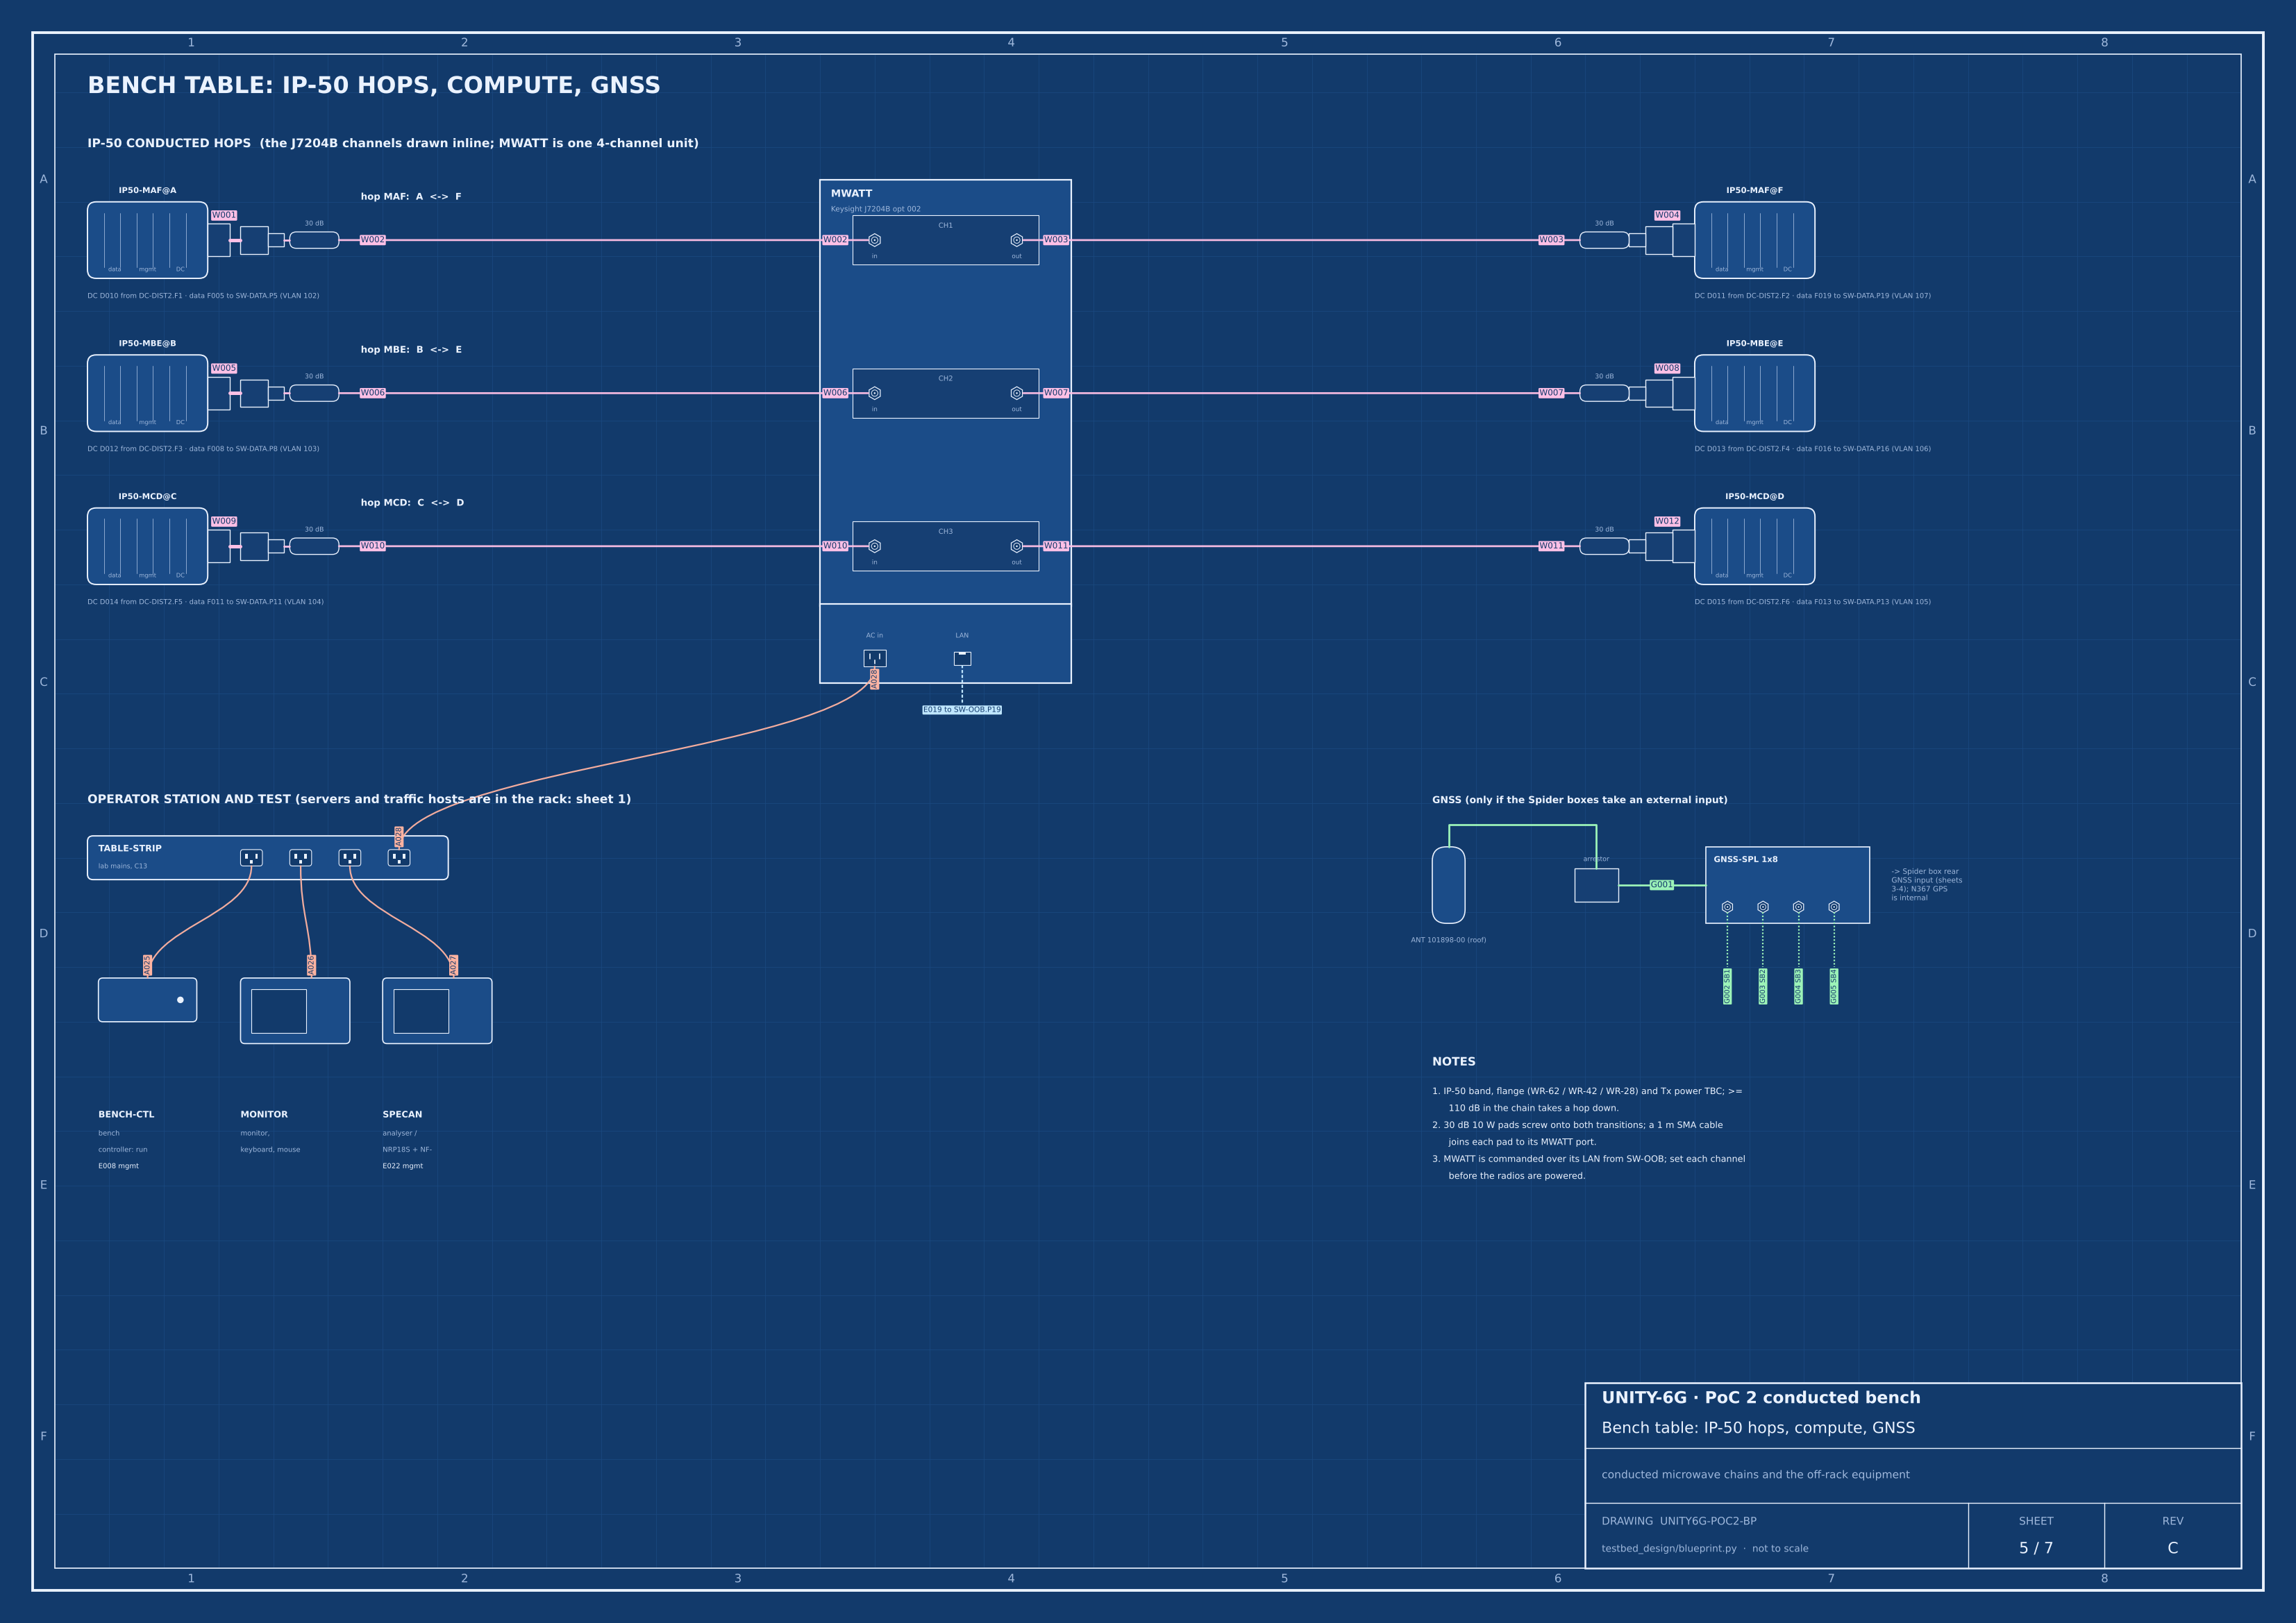 1 2 3 4 5 6 7 8
BENCH TABLE: IP-50 HOPS, COMPUTE, GNSS
IP-50 CONDUCTED HOPS (the J7204B channels drawn inline; MWATT is one 4-channel unit)
A
A
IP50-MAF@A
hop MAF: A <-> F
MWATT
Keysight J7204B opt 002
IP50-MAF@F
W001
30 dB
W002
W002
CH1
in
out
W003
W003
30 dB
W004
data mgmt DC
data mgmt DC
DC D010 from DC-DIST2.F1 · data F005 to SW-DATA.P5 (VLAN 102)
DC D011 from DC-DIST2.F2 · data F019 to SW-DATA.P19 (VLAN 107)
IP50-MBE@B
hop MBE: B <-> E
IP50-MBE@E
W005
30 dB
W006
W006
CH2
in
out
W007
W007
30 dB
W008
data mgmt DC
data mgmt DC
B
B
DC D012 from DC-DIST2.F3 · data F008 to SW-DATA.P8 (VLAN 103)
DC D013 from DC-DIST2.F4 · data F016 to SW-DATA.P16 (VLAN 106)
IP50-MCD@C
hop MCD: C <-> D
IP50-MCD@D
W009
30 dB
W010
W010
CH3
in
out
W011
W011
30 dB
W012
data mgmt DC
data mgmt DC
DC D014 from DC-DIST2.F5 · data F011 to SW-DATA.P11 (VLAN 104)
DC D015 from DC-DIST2.F6 · data F013 to SW-DATA.P13 (VLAN 105)
AC in
LAN
C
C
A028
E019 to SW-OOB.P19
OPERATOR STATION AND TEST (servers and traffic hosts are in the rack: sheet 1)
A028
TABLE-STRIP
lab mains, C13
A025
A026
A027
GNSS (only if the Spider boxes take an external input)
arrestor
G001
GNSS-SPL 1x8
-> Spider box rear
GNSS input (sheets
3-4); N367 GPS
is internal
D
D
ANT 101898-00 (roof)
G002 SB1
G003 SB2
G004 SB3
G005 SB4
BENCH-CTL
bench
controller: run
E008 mgmt
MONITOR
monitor,
keyboard, mouse
SPECAN
analyser /
NRP18S + NF-
E022 mgmt
NOTES
1. IP-50 band, flange (WR-62 / WR-42 / WR-28) and Tx power TBC; >=
110 dB in the chain takes a hop down.
2. 30 dB 10 W pads screw onto both transitions; a 1 m SMA cable
joins each pad to its MWATT port.
3. MWATT is commanded over its LAN from SW-OOB; set each channel
before the radios are powered.
E
E
F
F
UNITY-6G · PoC 2 conducted bench
Bench table: IP-50 hops, compute, GNSS
conducted microwave chains and the off-rack equipment
DRAWING UNITY6G-POC2-BP
testbed_design/blueprint.py · not to scale
SHEET
5 / 7
REV
C
1 2 3 4 5 6 7 8